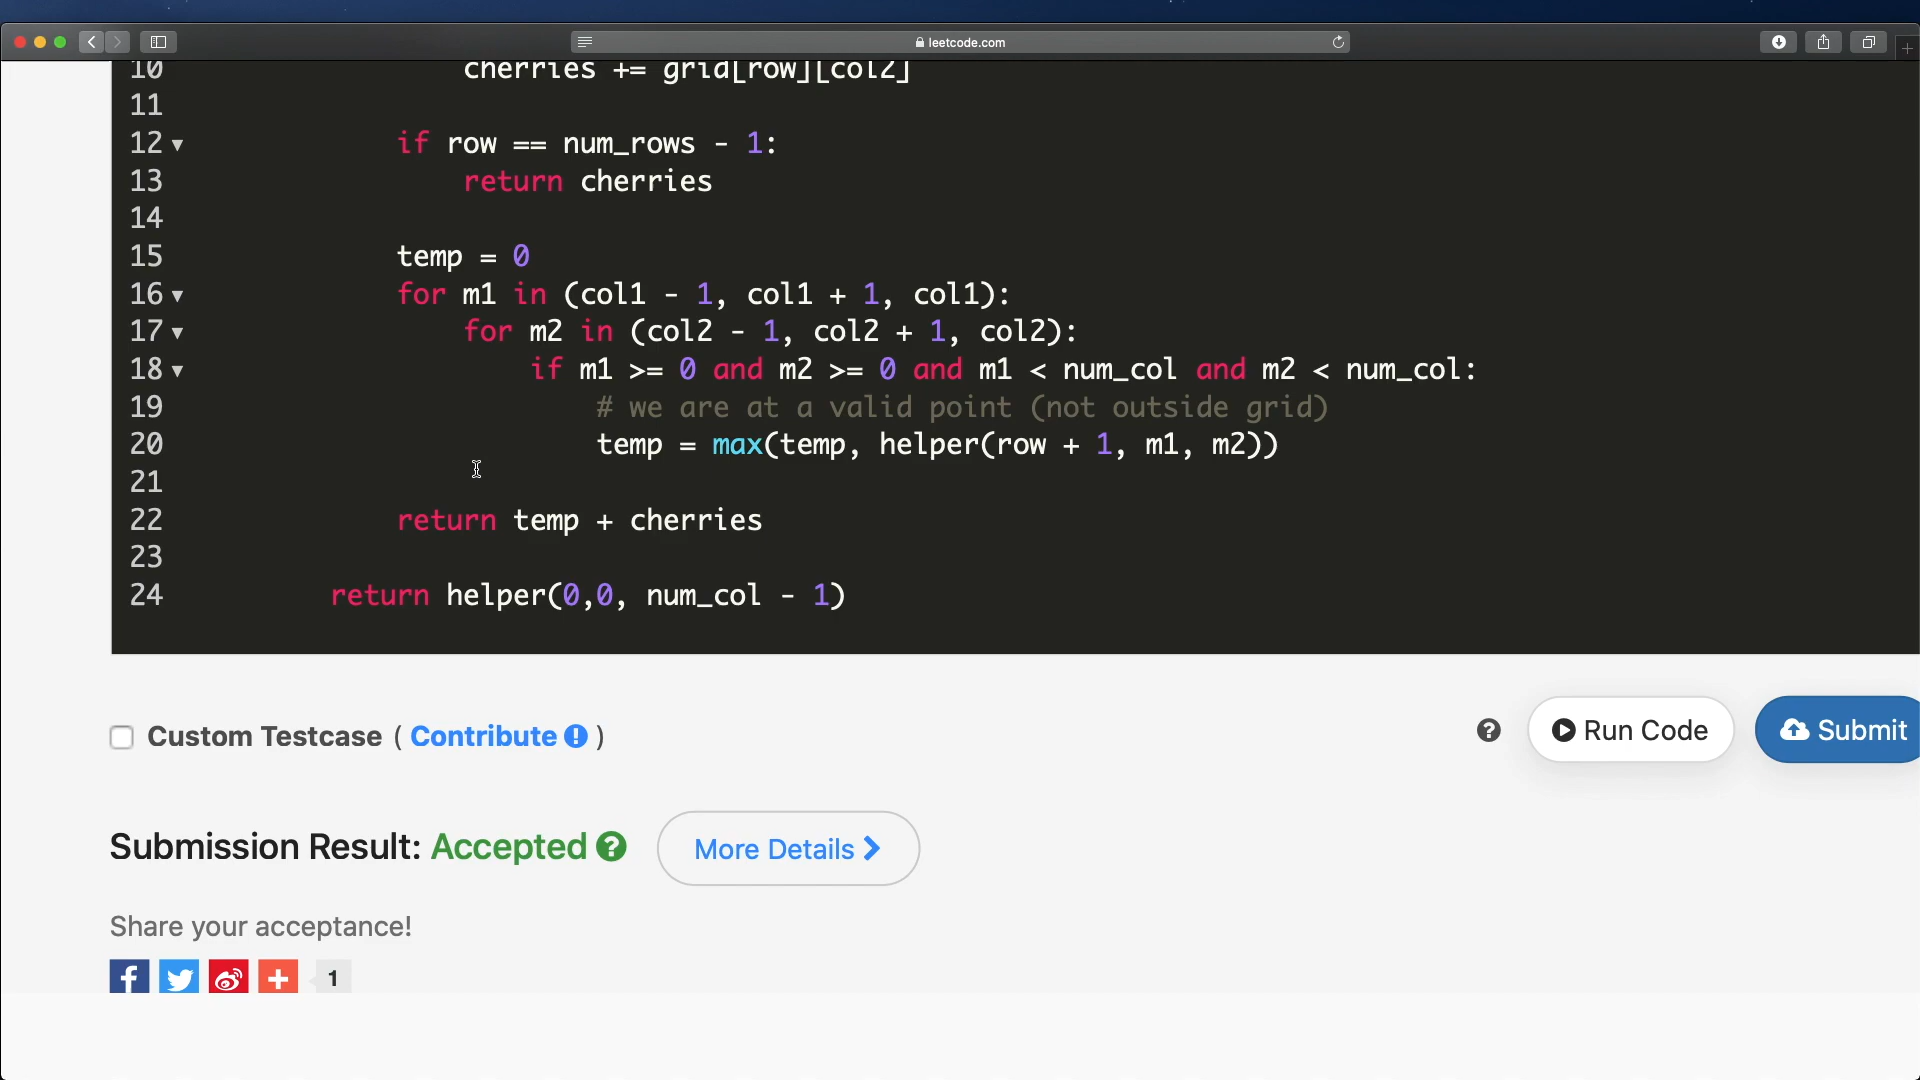 leetcode.com
10 cherries += grid[row][col2]
11
12 if row == num_rows - 1:
13 return cherries
14
15 temp = 0
16 for m1 in (col1 - 1, col1 + 1, col1):
17 for m2 in (col2 - 1, col2 + 1, col2):
18 if m1 >= 0 and m2 >= 0 and m1 < num_col and m2 < num_col:
19 # we are at a valid point (not outside grid)
20 temp = max(temp, helper(row + 1, m1, m2))
21
22 return temp + cherries
23
24 return helper(0,0, num_col - 1)
Custom Testcase ( Contribute ! )
? Run Code Submit
Submission Result: Accepted ? More Details
Share your acceptance!
1